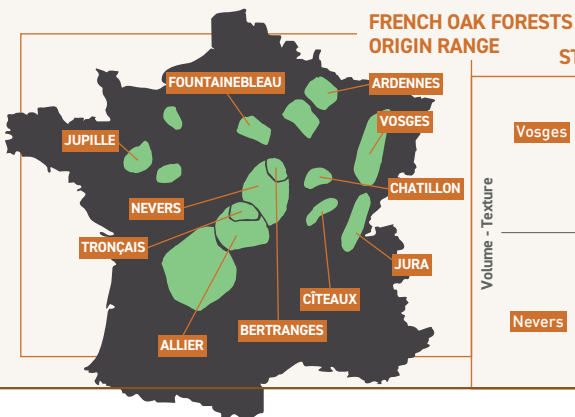 FRENCH OAK FORESTS
ORIGIN RANGE
ST
FOUNTAINEBLEAU
ARDENNES
VOSGES
Vosges
JUPILLE
CHATILLON
NEVERS
TRONÇAIS
JURA
Volume - Texture
CÎTEAUX
Nevers
BERTRANGES
ALLIER